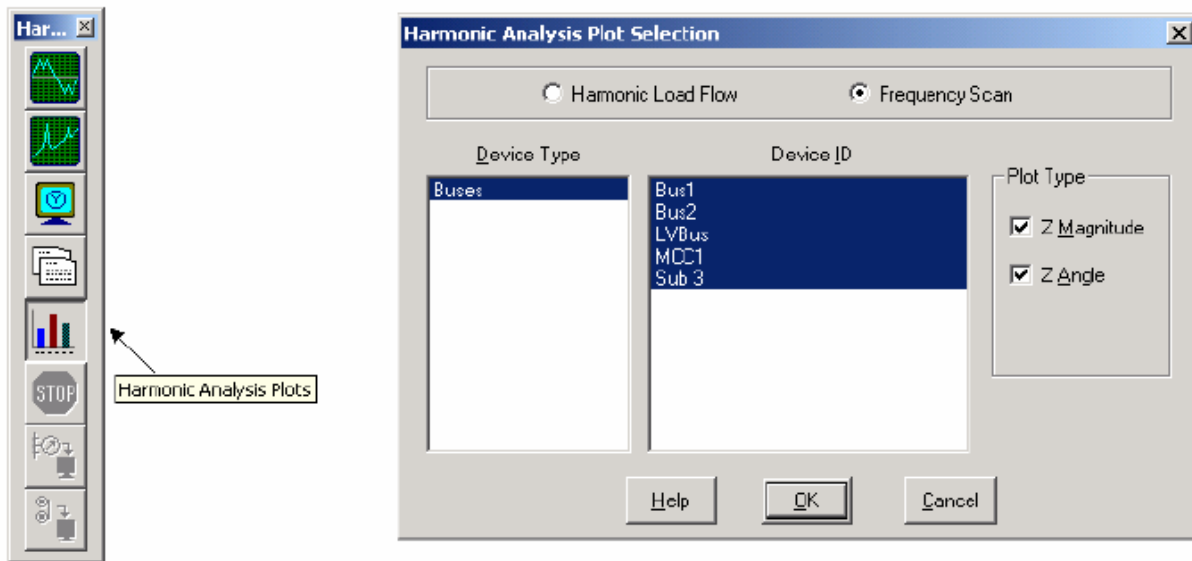 Har...
STOP
Harmonic Analysis Plots
Harmonic Analysis Plot Selection
Harmonic Load Flow
Frequency Scan
Device Type
Device ID
Buses
Bus1
Bus2
LVBus
MCC1
Sub 3
Plot Type
Z Magnitude
Z Angle
Help
OK
Cancel